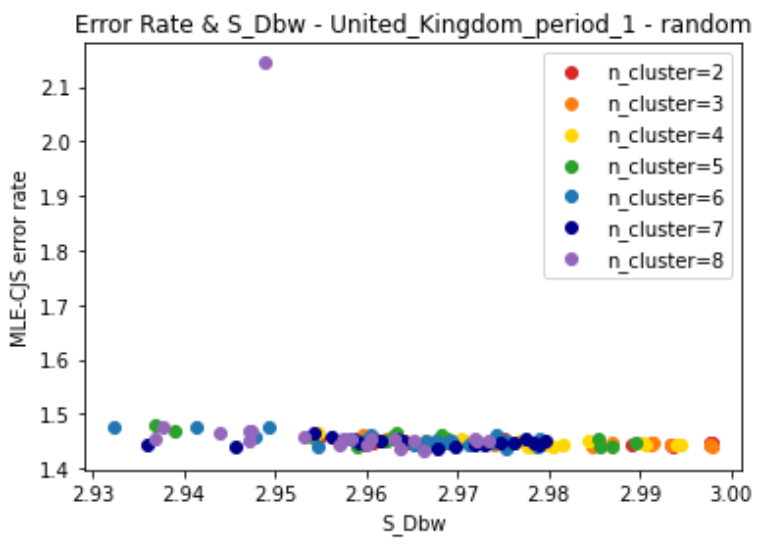 Error Rate & S_Dbw - United_Kingdom_period_1 - random
n_cluster=2
n_cluster=3
n_cluster=4
n_cluster=5
n_cluster=6
n_cluster=7
n_cluster=8
MLE-CJS error rate
2.1
2.0
1.9
1.8
1.7
1.6
1.5
1.4
2.93 2.94 2.95 2.96 2.97 2.98 2.99 3.00
S_Dbw